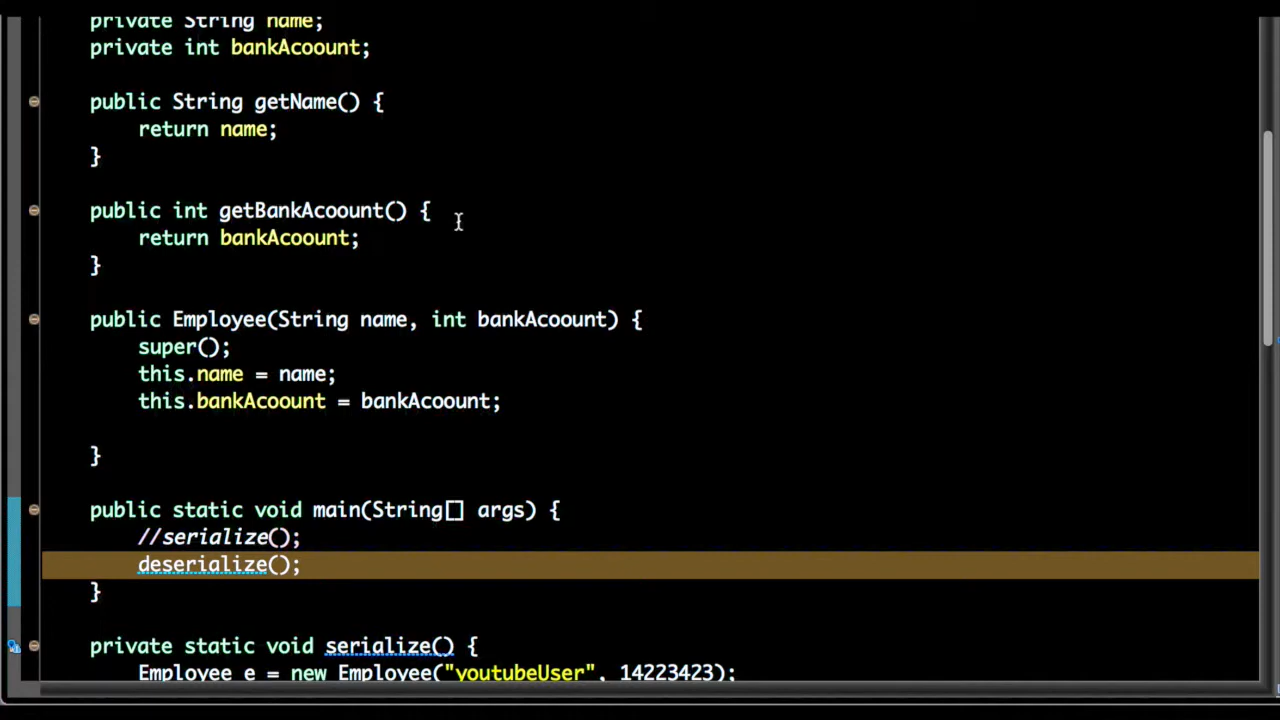 private String name;
private int bankAcoount;
public String getName() {
return name;
}
public int getBankAcoount() {
return bankAcoount;
}
public Employee(String name, int bankAcoount) {
super();
this.name = name;
this.bankAcoount = bankAcoount;
}
public static void main(String[] args) {
//serialize();
deserialize();
}
private static void serialize() {
Employee e = new Employee("youtubeUser", 14223423);